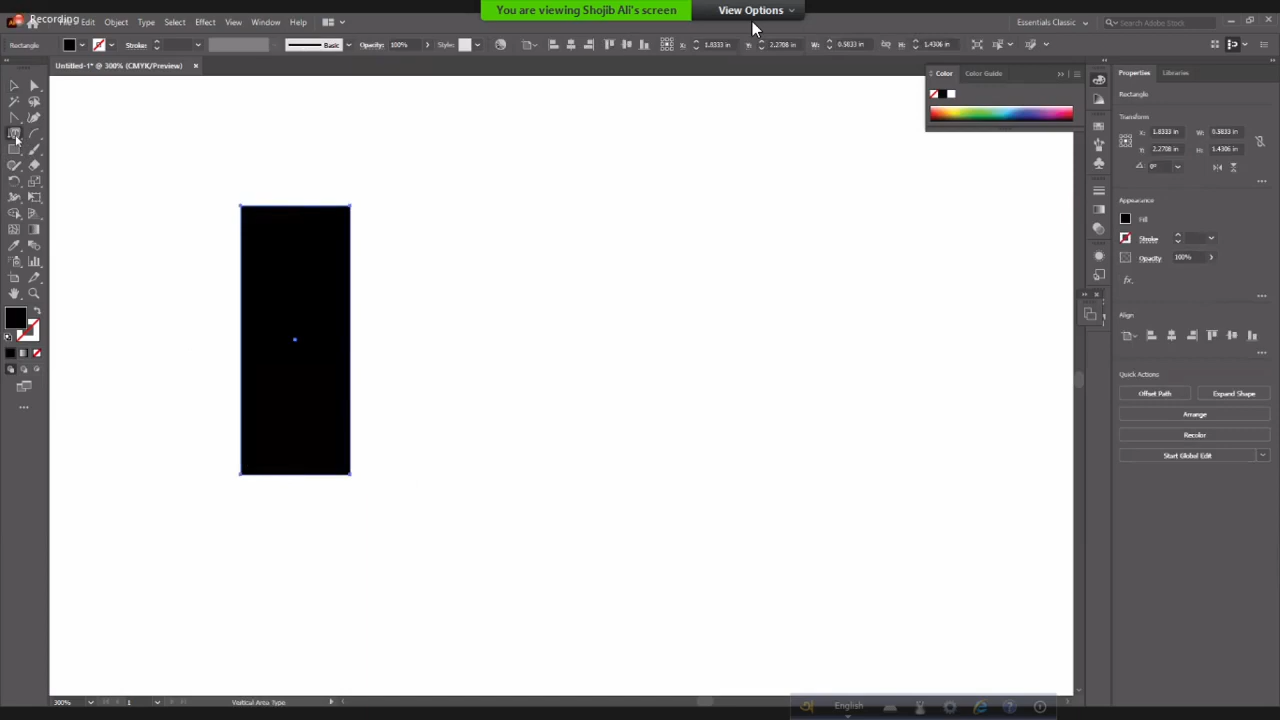 Recording
You are viewing Shojib Ali's screen
View Options
Edit Object Type Select Effect View Window Help
Essentials Classic
Search Adobe Stock
Rectangle
Stroke:
Basic
Opacity: 100%
Style:
X: 1.8333 in
Y: 2.2708 in
W: 0.5833 in
H: 1.4306 in
Untitled-1* @ 300% (CMYK/Preview) ×
Color Color Guide
Properties Libraries
Rectangle
Transform
X: 1.8333 in W: 0.5833 in
Y: 2.2708 in H: 1.4306 in
0°
Appearance
Fill
Stroke
Opacity 100%
fx.
Align
Quick Actions
Offset Path Expand Shape
Arrange
Recolor
Start Global Edit
300%
1
Vertical Area Type
English